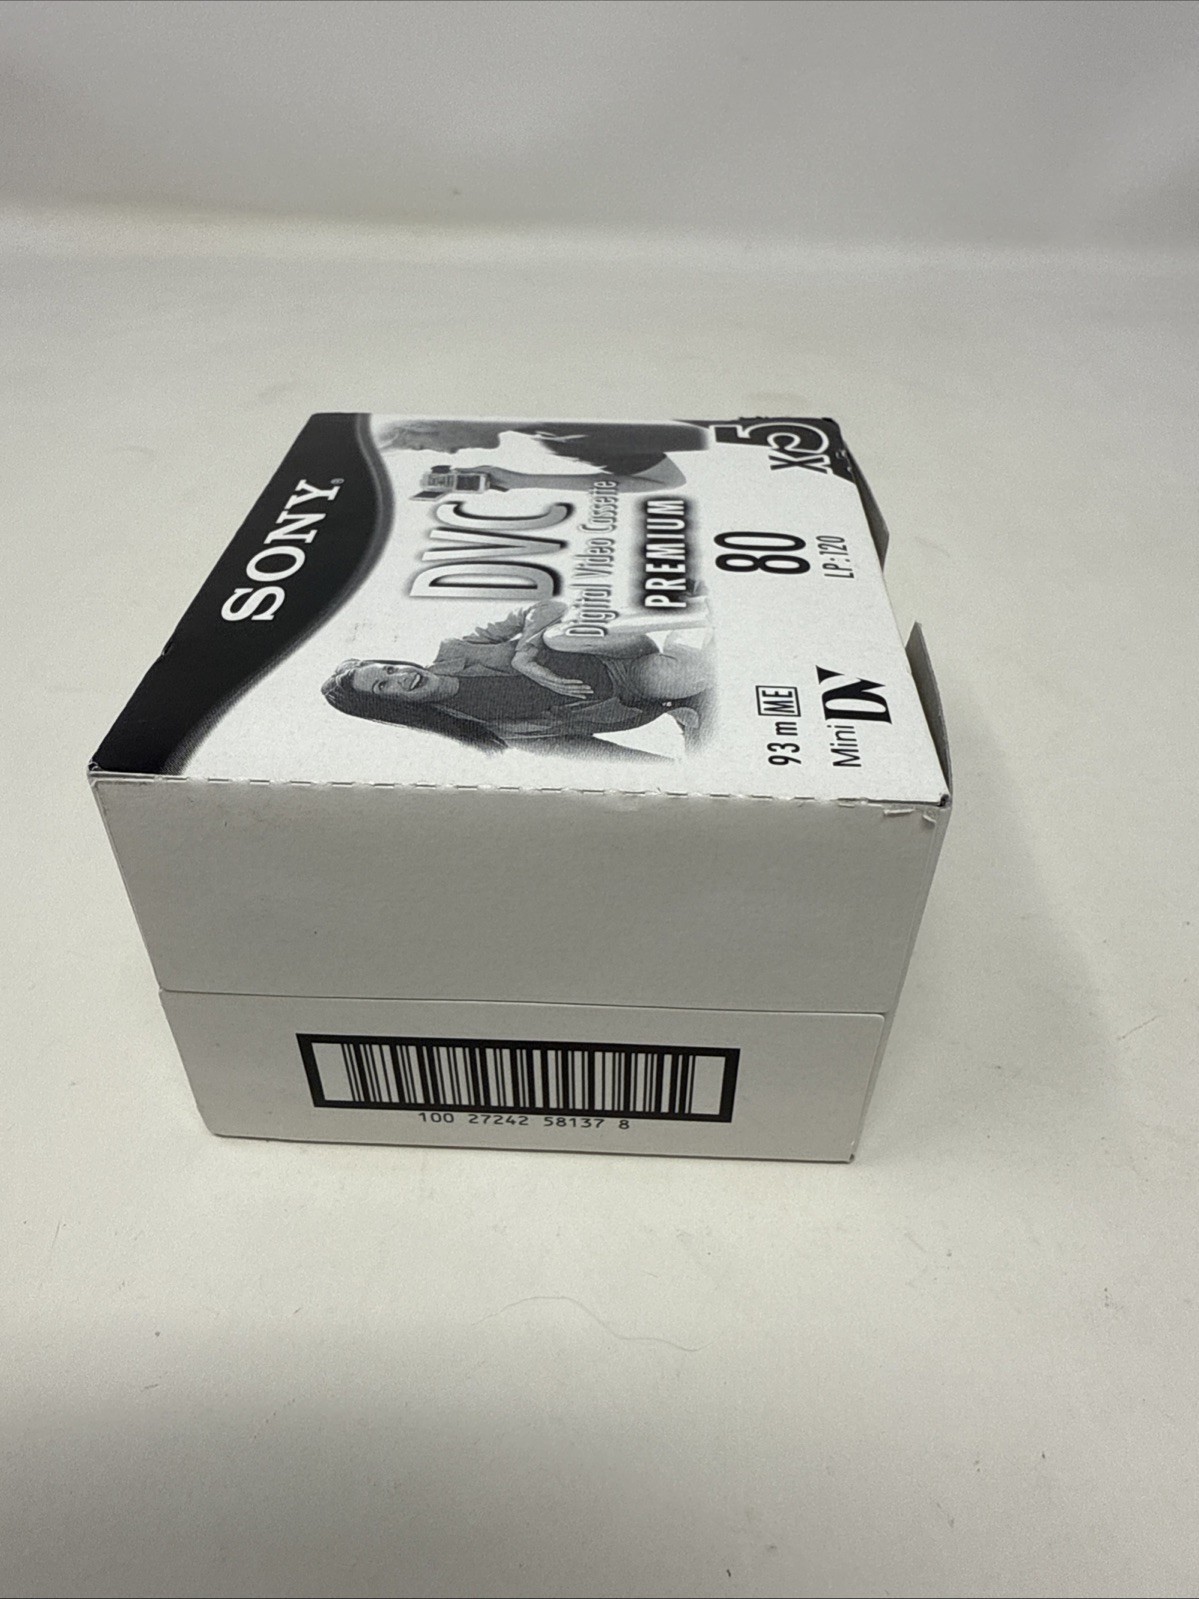 SONY®
DVC
Digital Video Cassette
PREMIUM
80
LP:120
X5
93 m ME
Mini DV
100 27242 58137 8